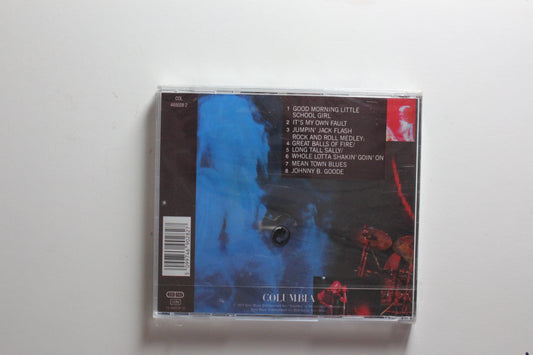 COL
1 GOOD MORNING LITTLE
SCHOOL GIRL
2 IT'S MY OWN FAULT
3 JUMPIN' JACK FLASH
ROCK AND ROLL MEDLEY:
4 GREAT BALLS OF FIRE/
5 LONG TALL SALLY/
6 WHOLE LOTTA SHAKIN' GOIN' ON
7 MEAN TOWN BLUES
8 JOHNNY B. GOODE
COLUMBIA